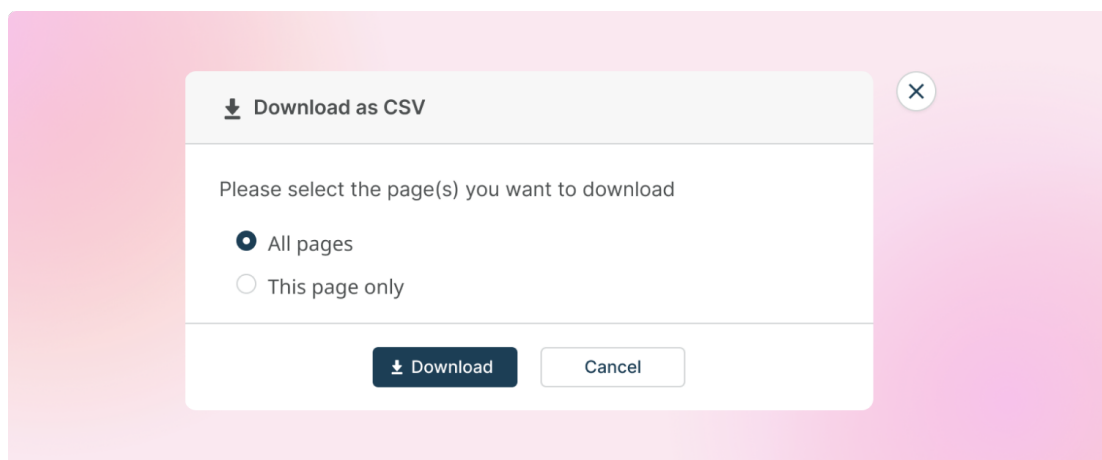 Download as CSV
Please select the page(s) you want to download
All pages
This page only
Download
Cancel